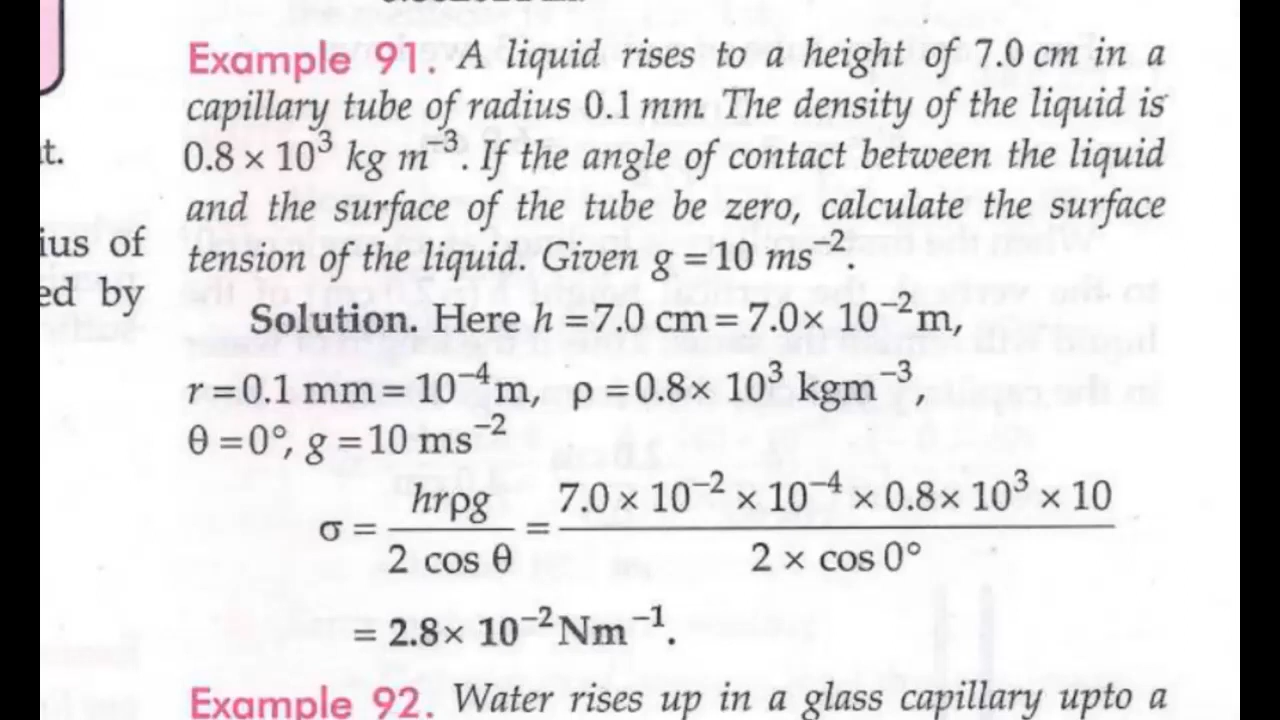 Example 91. A liquid rises to a height of 7.0 cm in a
capillary tube of radius 0.1 mm. The density of the liquid is
t.
0.8 × 10³ kg m⁻³. If the angle of contact between the liquid
and the surface of the tube be zero, calculate the surface
ius of
tension of the liquid. Given g = 10 ms⁻².
ed by
Solution. Here h = 7.0 cm = 7.0 × 10⁻² m,
r = 0.1 mm = 10⁻⁴ m, ρ = 0.8 × 10³ kgm⁻³,
θ = 0°, g = 10 ms⁻²
σ = hrρg / 2 cos θ = 7.0 × 10⁻² × 10⁻⁴ × 0.8 × 10³ × 10 / 2 × cos 0°
= 2.8 × 10⁻² Nm⁻¹.
Example 92. Water rises up in a glass capillary upto a